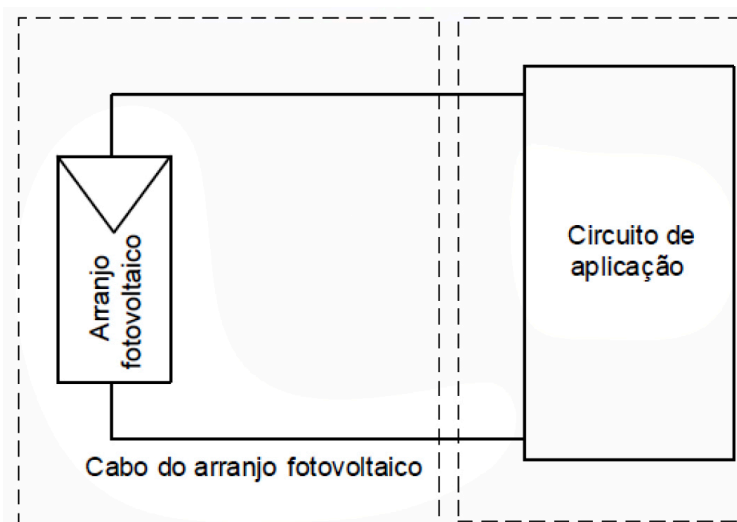 Arranjo
fotovoltaico
Circuito de
aplicação
Cabo do arranjo fotovoltaico